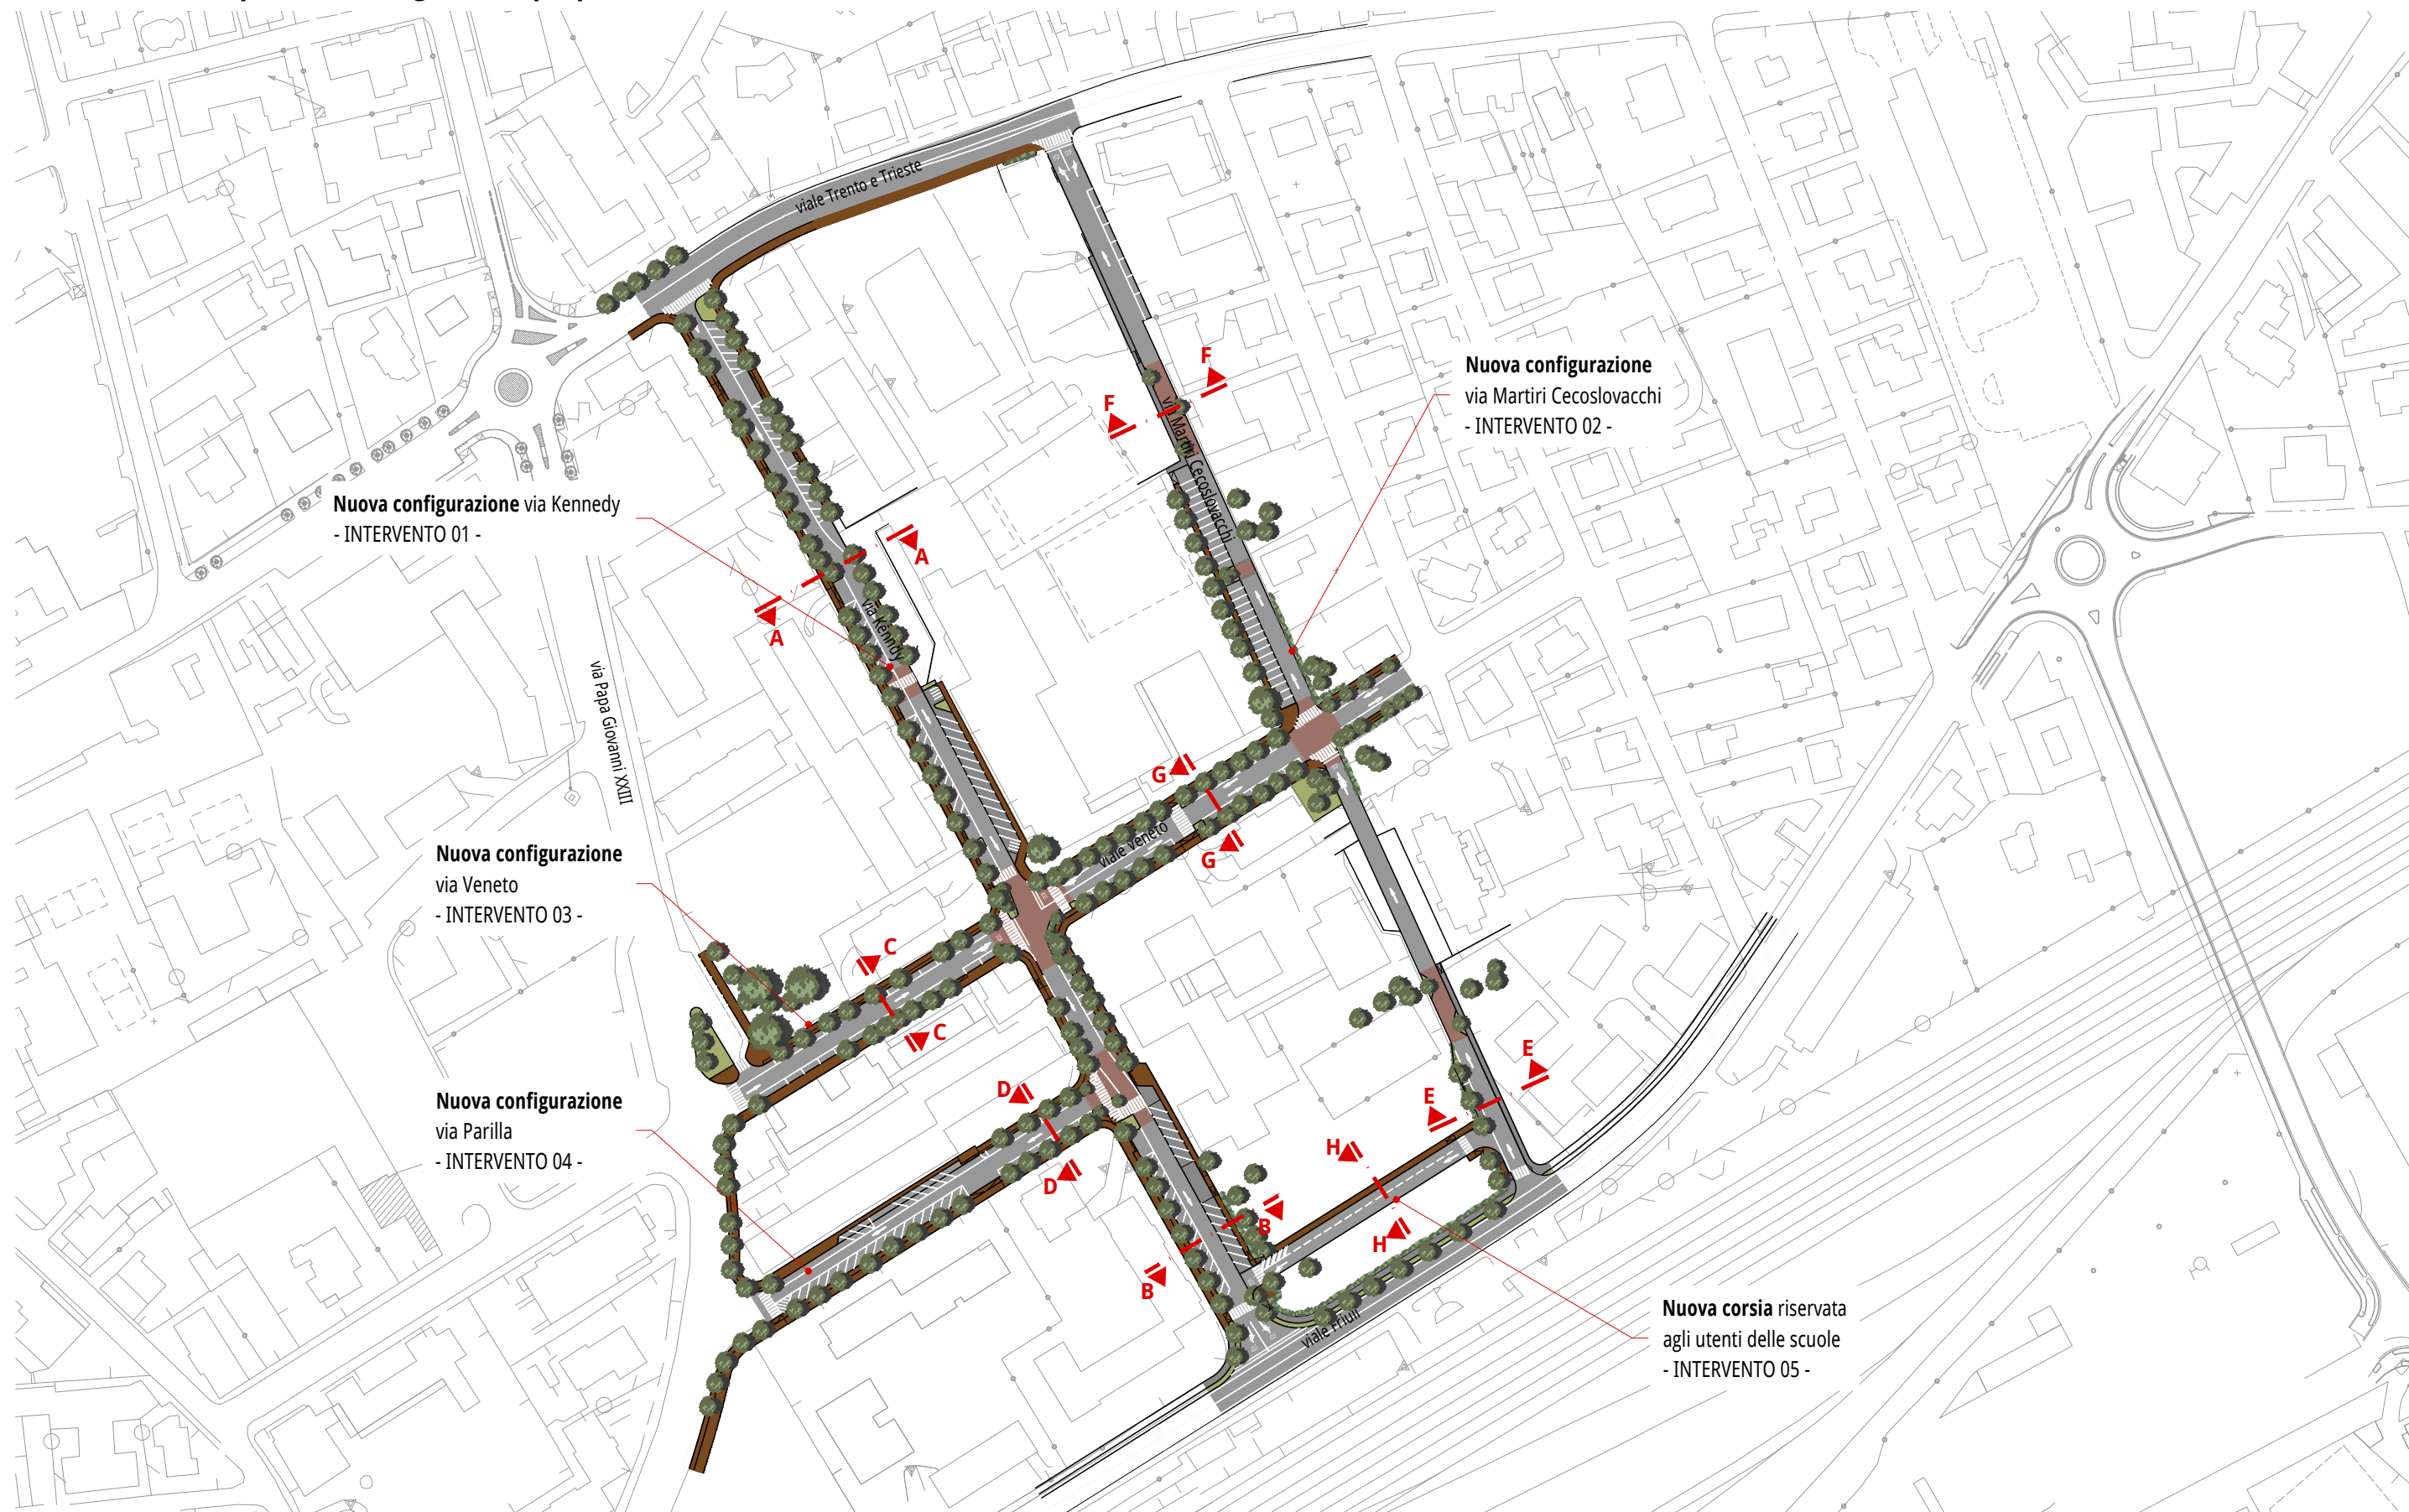 viale Trento e Trieste
F
F
Nuova configurazione
via Martiri Cecoslovacchi
- INTERVENTO 02 -
via Martiri Cecoslovacchi
Nuova configurazione via Kennedy
- INTERVENTO 01 -
A
A
via Kennedy
via Papa Giovanni XXIII
G
G
viale Veneto
Nuova configurazione
via Veneto
- INTERVENTO 03 -
C
C
Nuova configurazione
via Parilla
- INTERVENTO 04 -
D
D
E
E
H
H
B
B
Nuova corsia riservata
agli utenti delle scuole
- INTERVENTO 05 -
viale Friuli